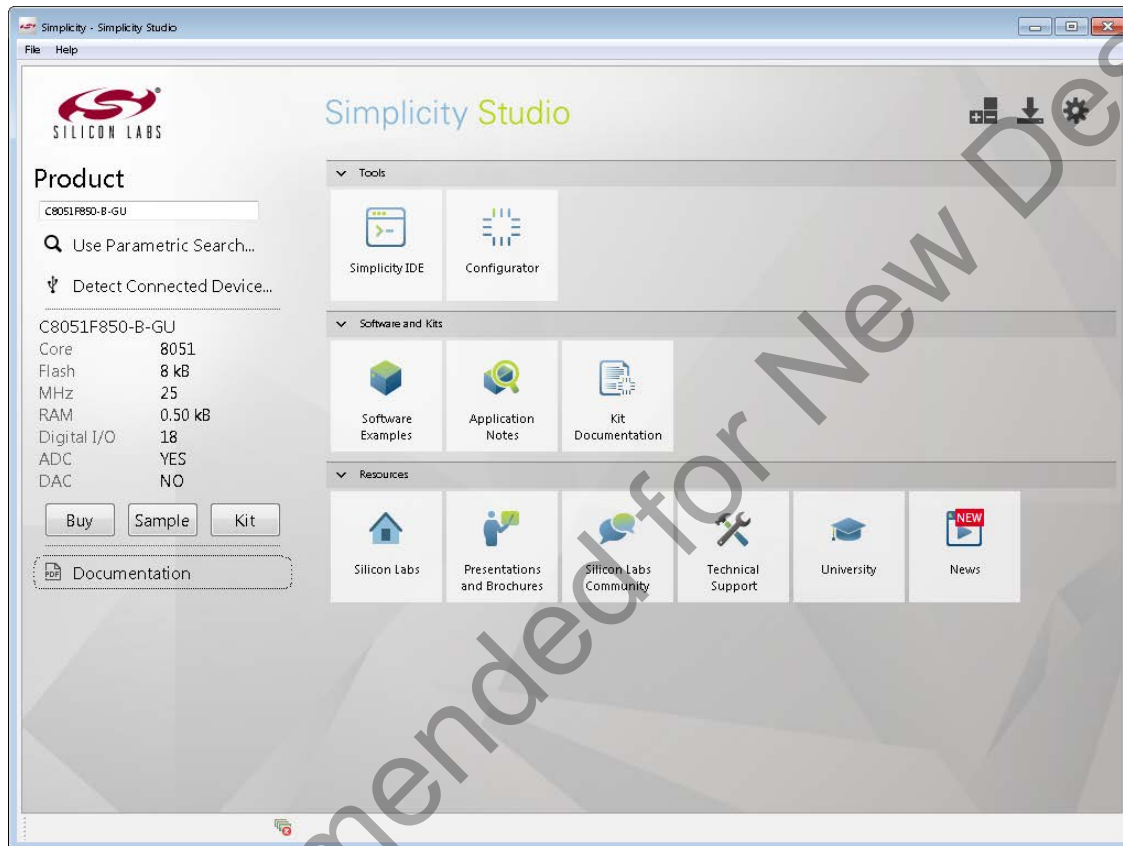 Simplicity - Simplicity Studio
File Help
SILICON LABS
Simplicity Studio
Product
C8051F850-B-GU
Use Parametric Search...
Detect Connected Device...
C8051F850-B-GU
Core 8051
Flash 8 kB
MHz 25
RAM 0.50 kB
Digital I/O 18
ADC YES
DAC NO
Buy Sample Kit
PDF Documentation
Tools
Simplicity IDE
Configurator
Software and Kits
Software
Examples
Application
Notes
Kit
Documentation
Resources
Silicon Labs
Presentations
and Brochures
Silicon Labs
Community
Technical
Support
University
NEW
News
mended for New Des